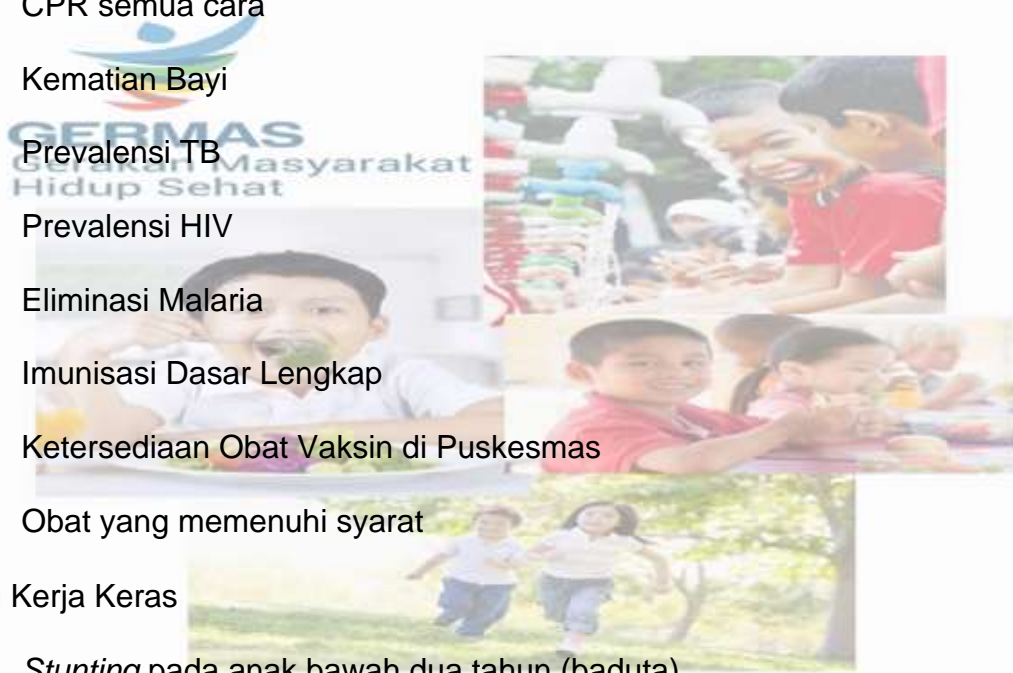 CPR semua cara
Kematian Bayi
GERMAS
Prevalensi TB
Gerakan Masyarakat
Hidup Sehat
Prevalensi HIV
Eliminasi Malaria
Imunisasi Dasar Lengkap
Ketersediaan Obat Vaksin di Puskesmas
Obat yang memenuhi syarat
Kerja Keras
Stunting pada anak bawah dua tahun (baduta)